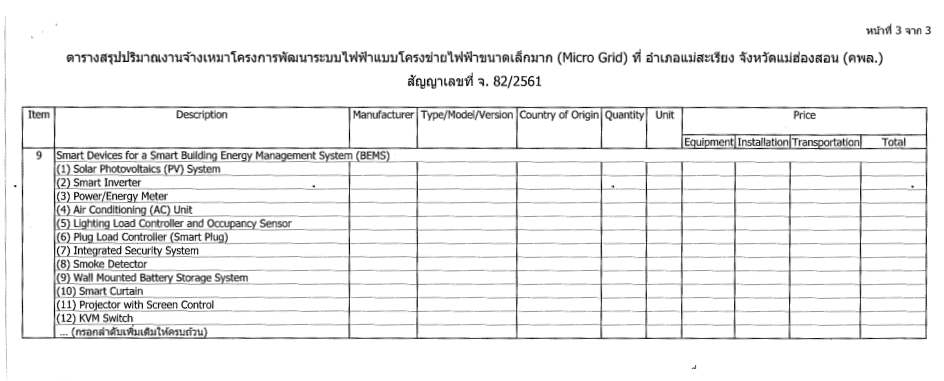 หน้าที่ 3 จาก 3
ตารางสรุปปริมาณงานจ้างเหมาโครงการพัฒนาระบบไฟฟ้าแบบโครงข่ายไฟฟ้าขนาดเล็กมาก (Micro Grid) ที่ อำเภอแม่สะเรียง จังหวัดแม่ฮ่องสอน (คพล.)
สัญญาเลขที่ จ. 82/2561
Item Description Manufacturer Type/Model/Version Country of Origin Quantity Unit Price
Equipment Installation Transportation Total
9 Smart Devices for a Smart Building Energy Management System (BEMS)
(1) Solar Photovoltaics (PV) System
(2) Smart Inverter
(3) Power/Energy Meter
(4) Air Conditioning (AC) Unit
(5) Lighting Load Controller and Occupancy Sensor
(6) Plug Load Controller (Smart Plug)
(7) Integrated Security System
(8) Smoke Detector
(9) Wall Mounted Battery Storage System
(10) Smart Curtain
(11) Projector with Screen Control
(12) KVM Switch
... (กรอกลำดับเพิ่มเติมให้ครบถ้วน)